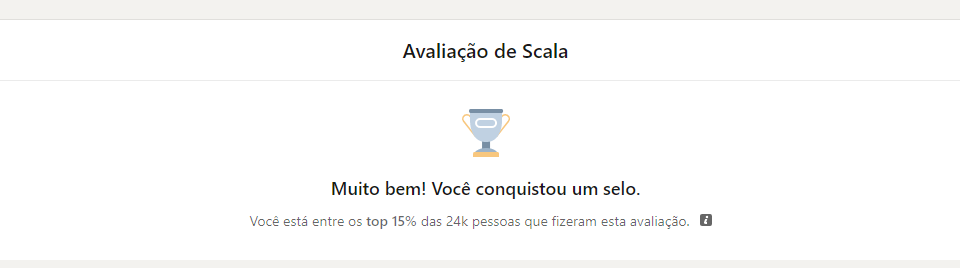 Avaliação de Scala
Muito bem! Você conquistou um selo.
Você está entre os top 15% das 24k pessoas que fizeram esta avaliação.